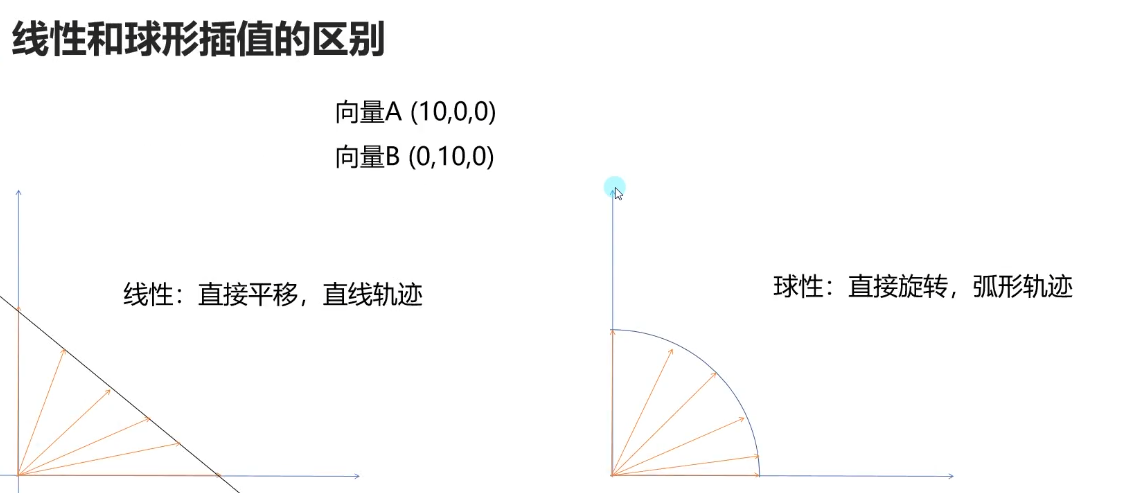 线性和球形插值的区别
向量A (10,0,0)
向量B (0,10,0)
线性：直接平移，直线轨迹
球性：直接旋转，弧形轨迹